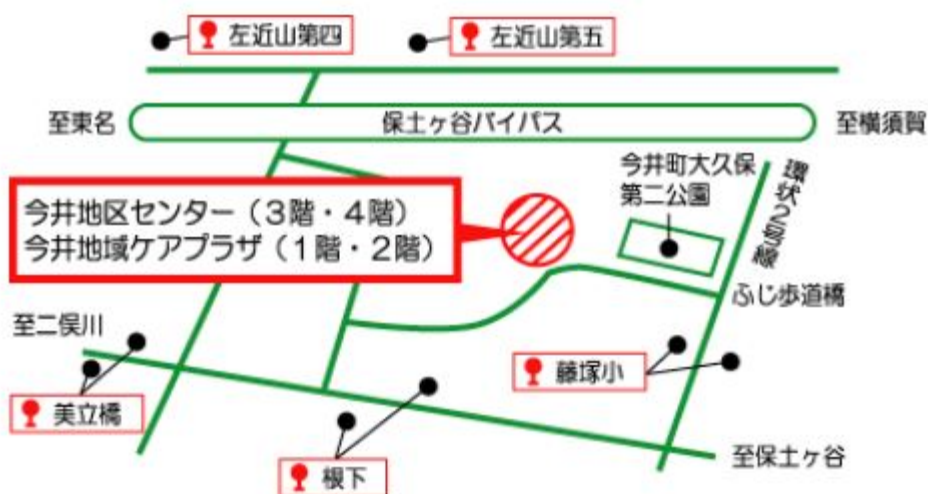 左近山第四
左近山第五
至東名
保土ヶ谷バイパス
至横須賀
今井町大久保
第二公園
環状2号線
今井地区センター（3階・4階）
今井地域ケアプラザ（1階・2階）
ふじ歩道橋
至二俣川
藤塚小
美立橋
至保土ヶ谷
根下